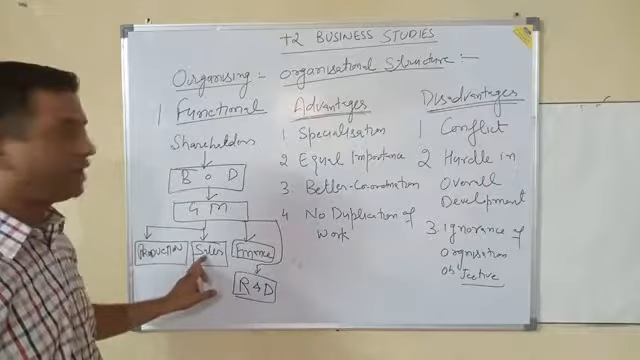 +2 BUSINESS STUDIES
Organising :- Organisational Structure :-
1 Functional
Shareholders
B o D
G M
PRODUCTION
Sales
Finance
R & D
Advantages
1 Specialisation
2 Equal Importance
3. Better-Coordination
4 No Duplication of
Work
Disadvantages
1 Conflict
2 Hurdle in
Overall
Development
3. Ignorance of
Orgnisation
Objective